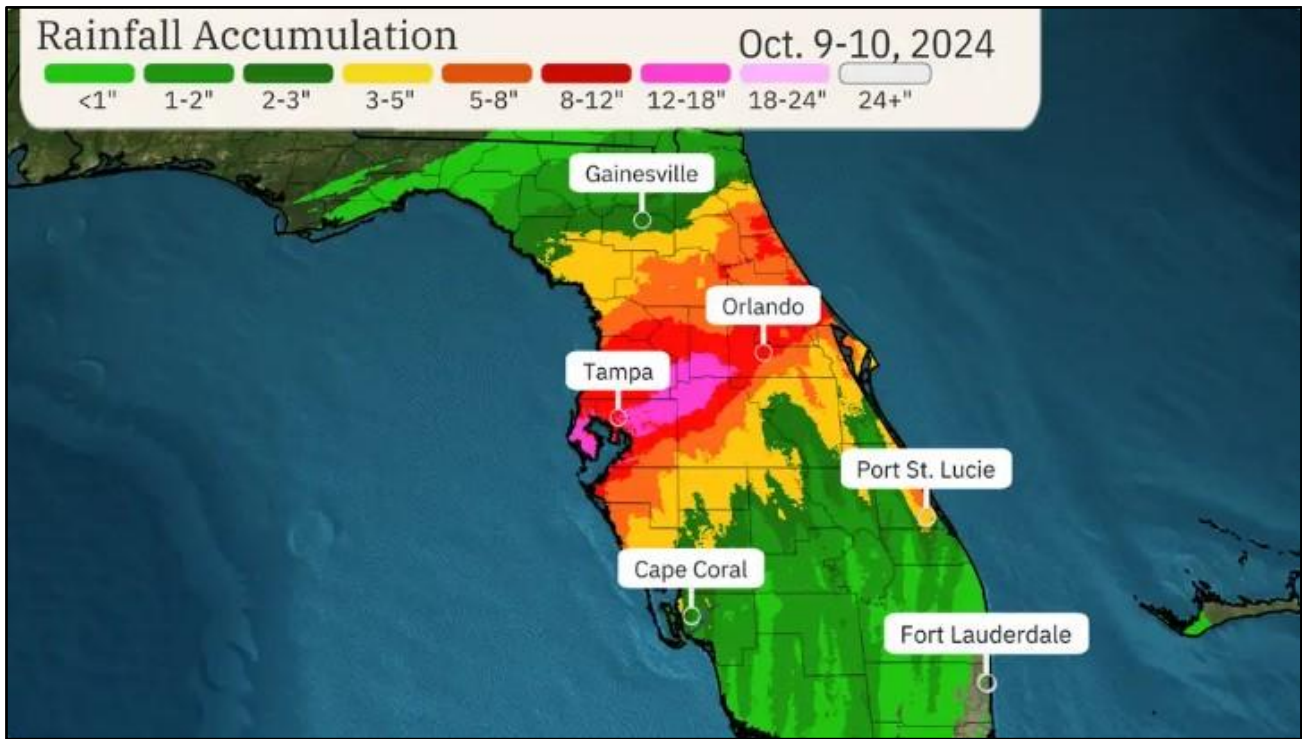 Rainfall Accumulation
Oct. 9-10, 2024
<1" 1-2" 2-3" 3-5" 5-8" 8-12" 12-18" 18-24" 24+"
Gainesville
Orlando
Tampa
Port St. Lucie
Cape Coral
Fort Lauderdale